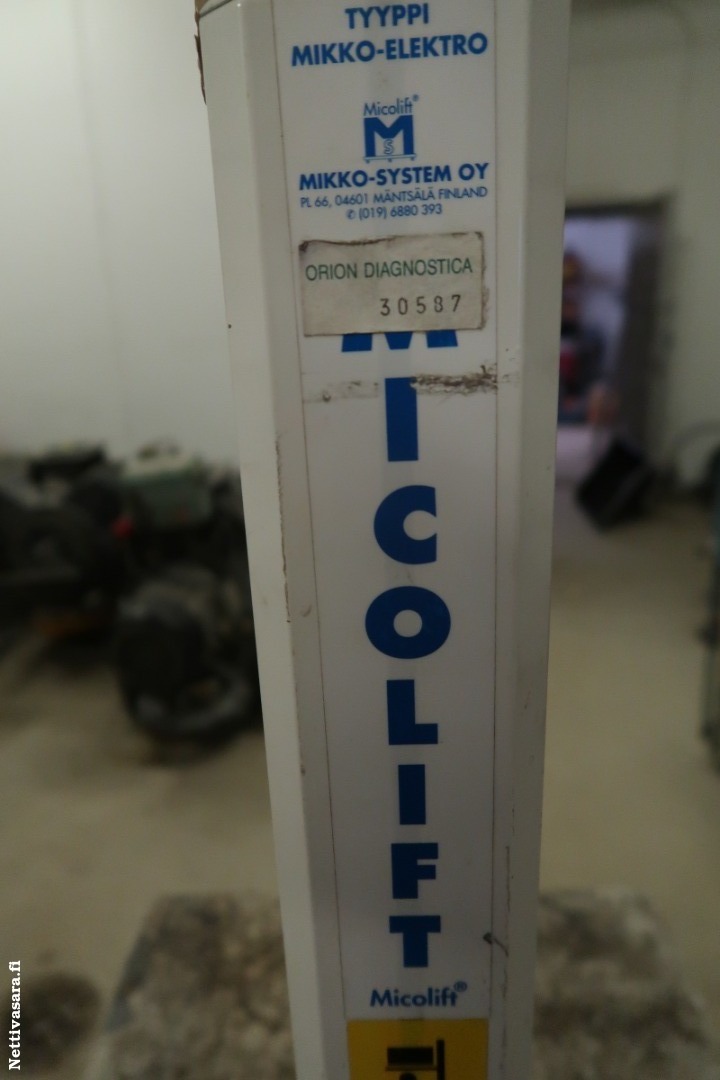 TYYPPI
MIKKO-ELEKTRO
Micolift®
M
S
MIKKO-SYSTEM OY
PL 66, 04601 MÄNTSÄLÄ FINLAND
✆ (019) 6880 393
ORION DIAGNOSTICA
30587
MICOLIFT
Micolift®
Nettivasara.fi